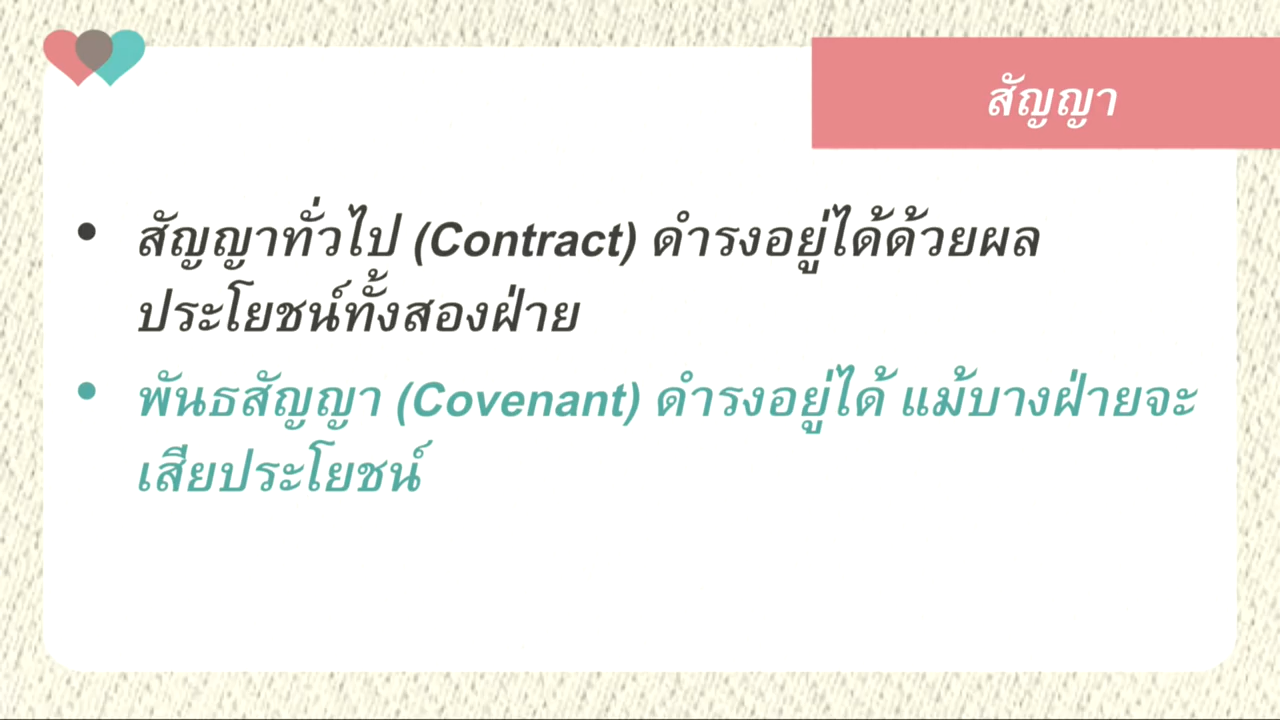 สัญญา
• สัญญาทั่วไป (Contract) ดำรงอยู่ได้ด้วยผล
ประโยชน์ทั้งสองฝ่าย
• พันธสัญญา (Covenant) ดำรงอยู่ได้ แม้บางฝ่ายจะ
เสียประโยชน์